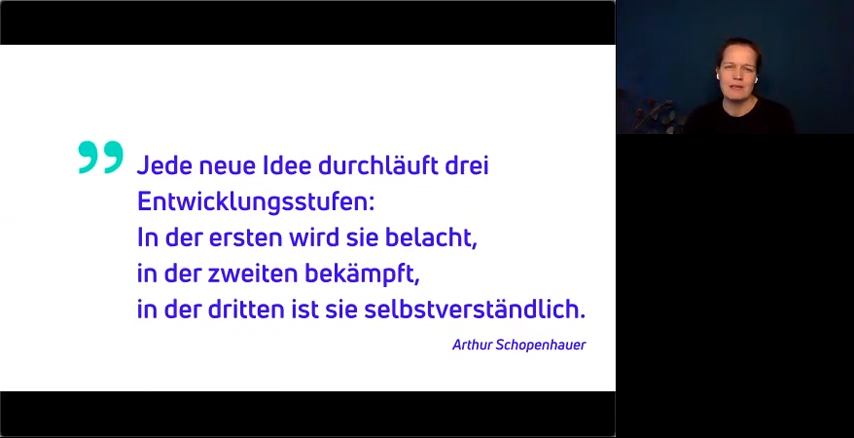 Jede neue Idee durchläuft drei
Entwicklungsstufen:
In der ersten wird sie belacht,
in der zweiten bekämpft,
in der dritten ist sie selbstverständlich.
Arthur Schopenhauer